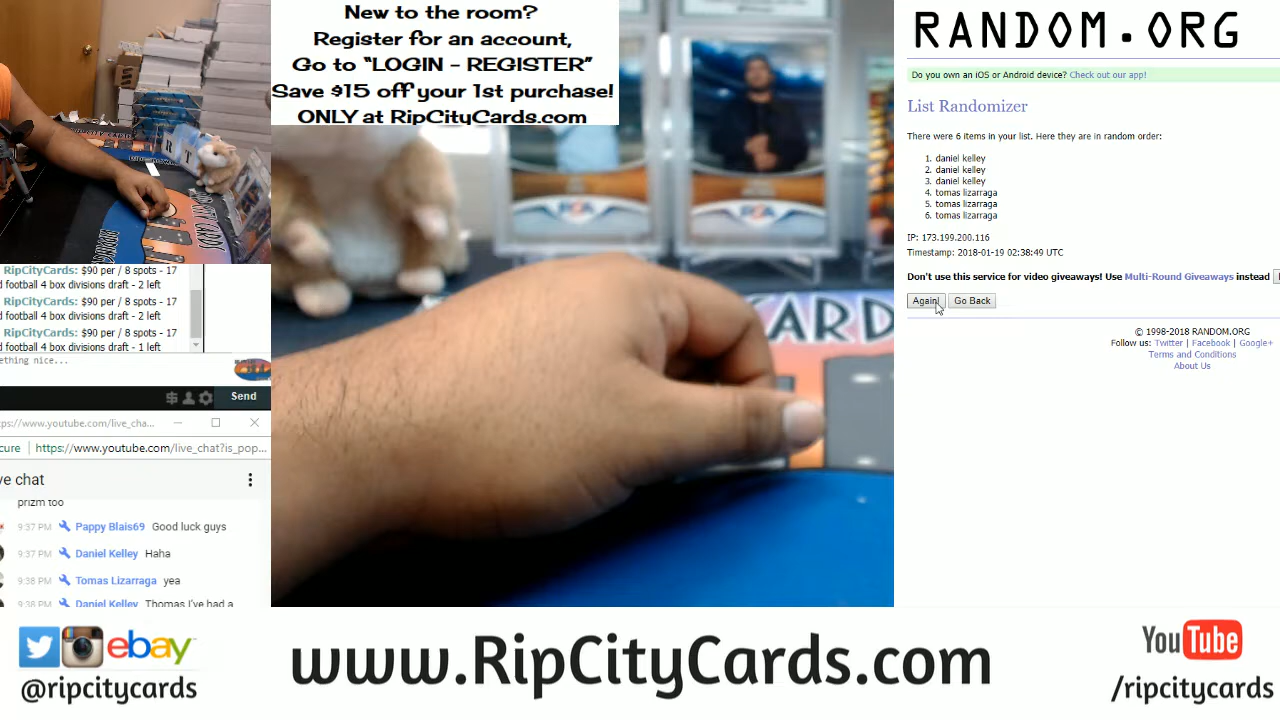 New to the room?
Register for an account,
Go to “LOGIN - REGISTER”
Save $15 off your 1st purchase!
ONLY at RipCityCards.com
RANDOM.ORG
Do you own an iOS or Android device? Check out our app!
List Randomizer
There were 6 items in your list. Here they are in random order:
1. daniel kelley
2. daniel kelley
3. daniel kelley
4. tomas lizarraga
5. tomas lizarraga
6. tomas lizarraga
IP: 173.199.200.116
Timestamp: 2018-01-19 02:38:49 UTC
Don't use this service for video giveaways! Use Multi-Round Giveaways instead
Again! Go Back
© 1998-2018 RANDOM.ORG
Follow us: Twitter | Facebook | Google+
Terms and Conditions
About Us
RipCityCards: $90 per / 8 spots - 17
d football 4 box divisions draft - 2 left
RipCityCards: $90 per / 8 spots - 17
d football 4 box divisions draft - 2 left
RipCityCards: $90 per / 8 spots - 17
d football 4 box divisions draft - 1 left
ething nice...
Send
ps://www.youtube.com/live_cha...
cure https://www.youtube.com/live_chat?is_pop...
ve chat
prizm too
9:37 PM Pappy Blais69 Good luck guys
9:37 PM Daniel Kelley Haha
9:38 PM Tomas Lizarraga yea
9:38 PM Daniel Kelley Thomas I've had a
CARD
ebay
@ripcitycards
www.RipCityCards.com
YouTube
/ripcitycards